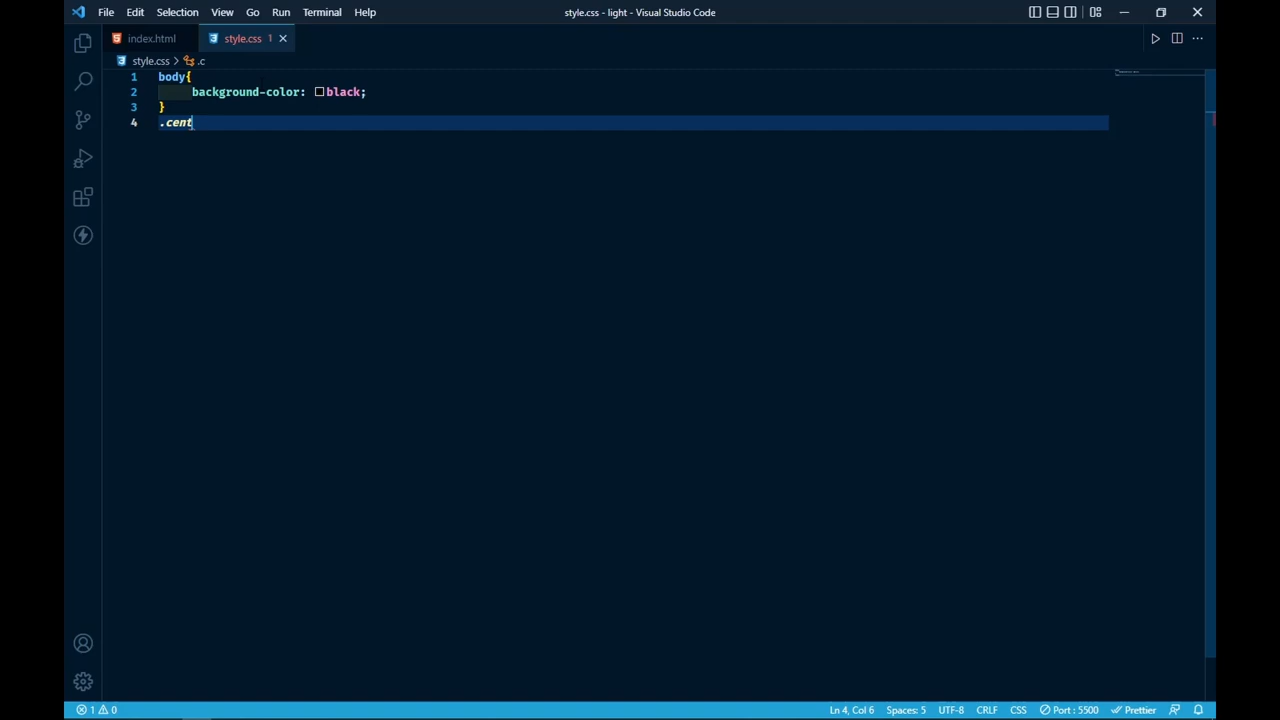 File Edit Selection View Go Run Terminal Help
style.css - light - Visual Studio Code
index.html
style.css 1
style.css > .c
1 body{
2 background-color: black;
3 }
4 .cent
1 0
Ln 4, Col 6 Spaces: 5 UTF-8 CRLF CSS Port : 5500 Prettier